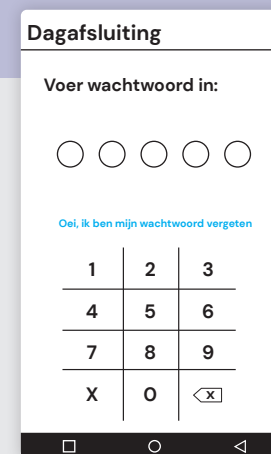 Dagafsluiting
Voer wachtwoord in:
Oei, ik ben mijn wachtwoord vergeten
1 2 3
4 5 6
7 8 9
X 0 x